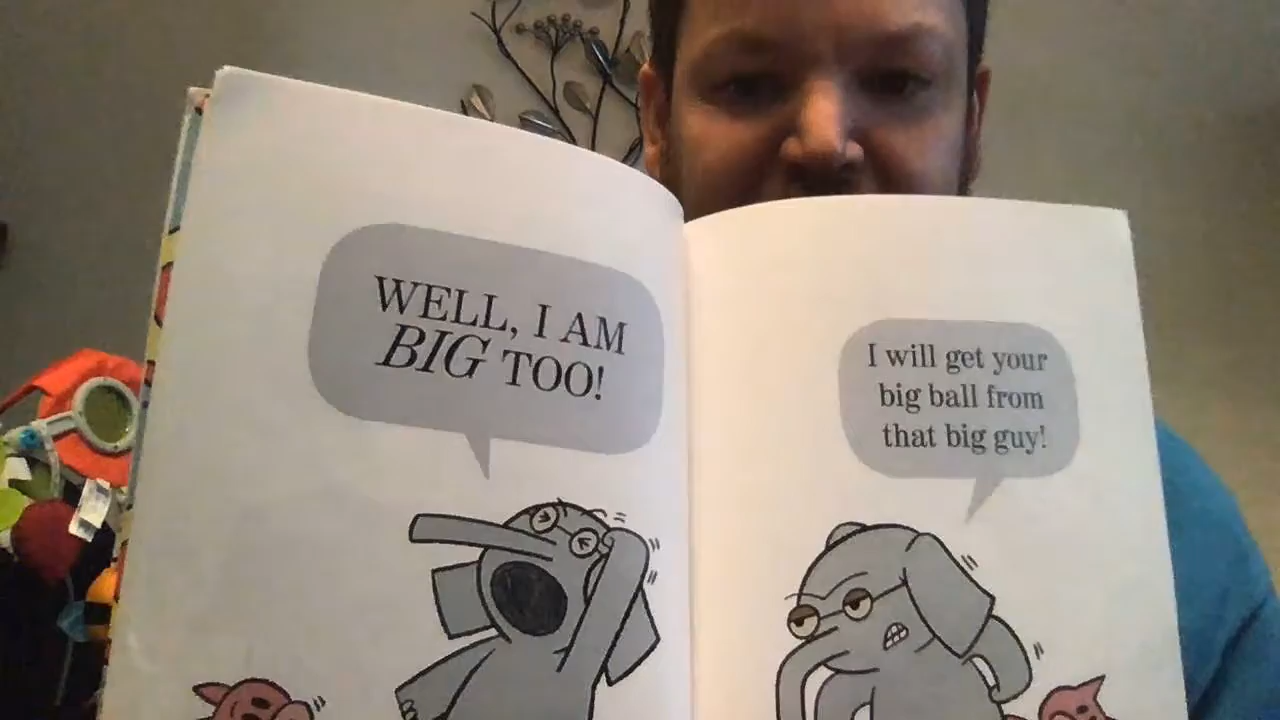 WELL, I AM
BIG TOO!
I will get your
big ball from
that big guy!